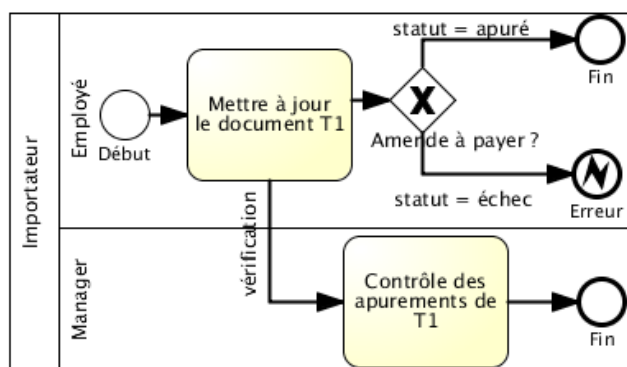 Importateur
Employé
Début
Mettre à jour
le document T1
statut = apuré
Fin
Amende à payer ?
statut = échec
Erreur
vérification
Manager
Contrôle des
apurements de
T1
Fin